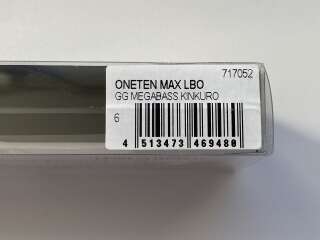 717052
ONETEN MAX LBO
GG MEGABASS KINKURO
6
4 513473 469480